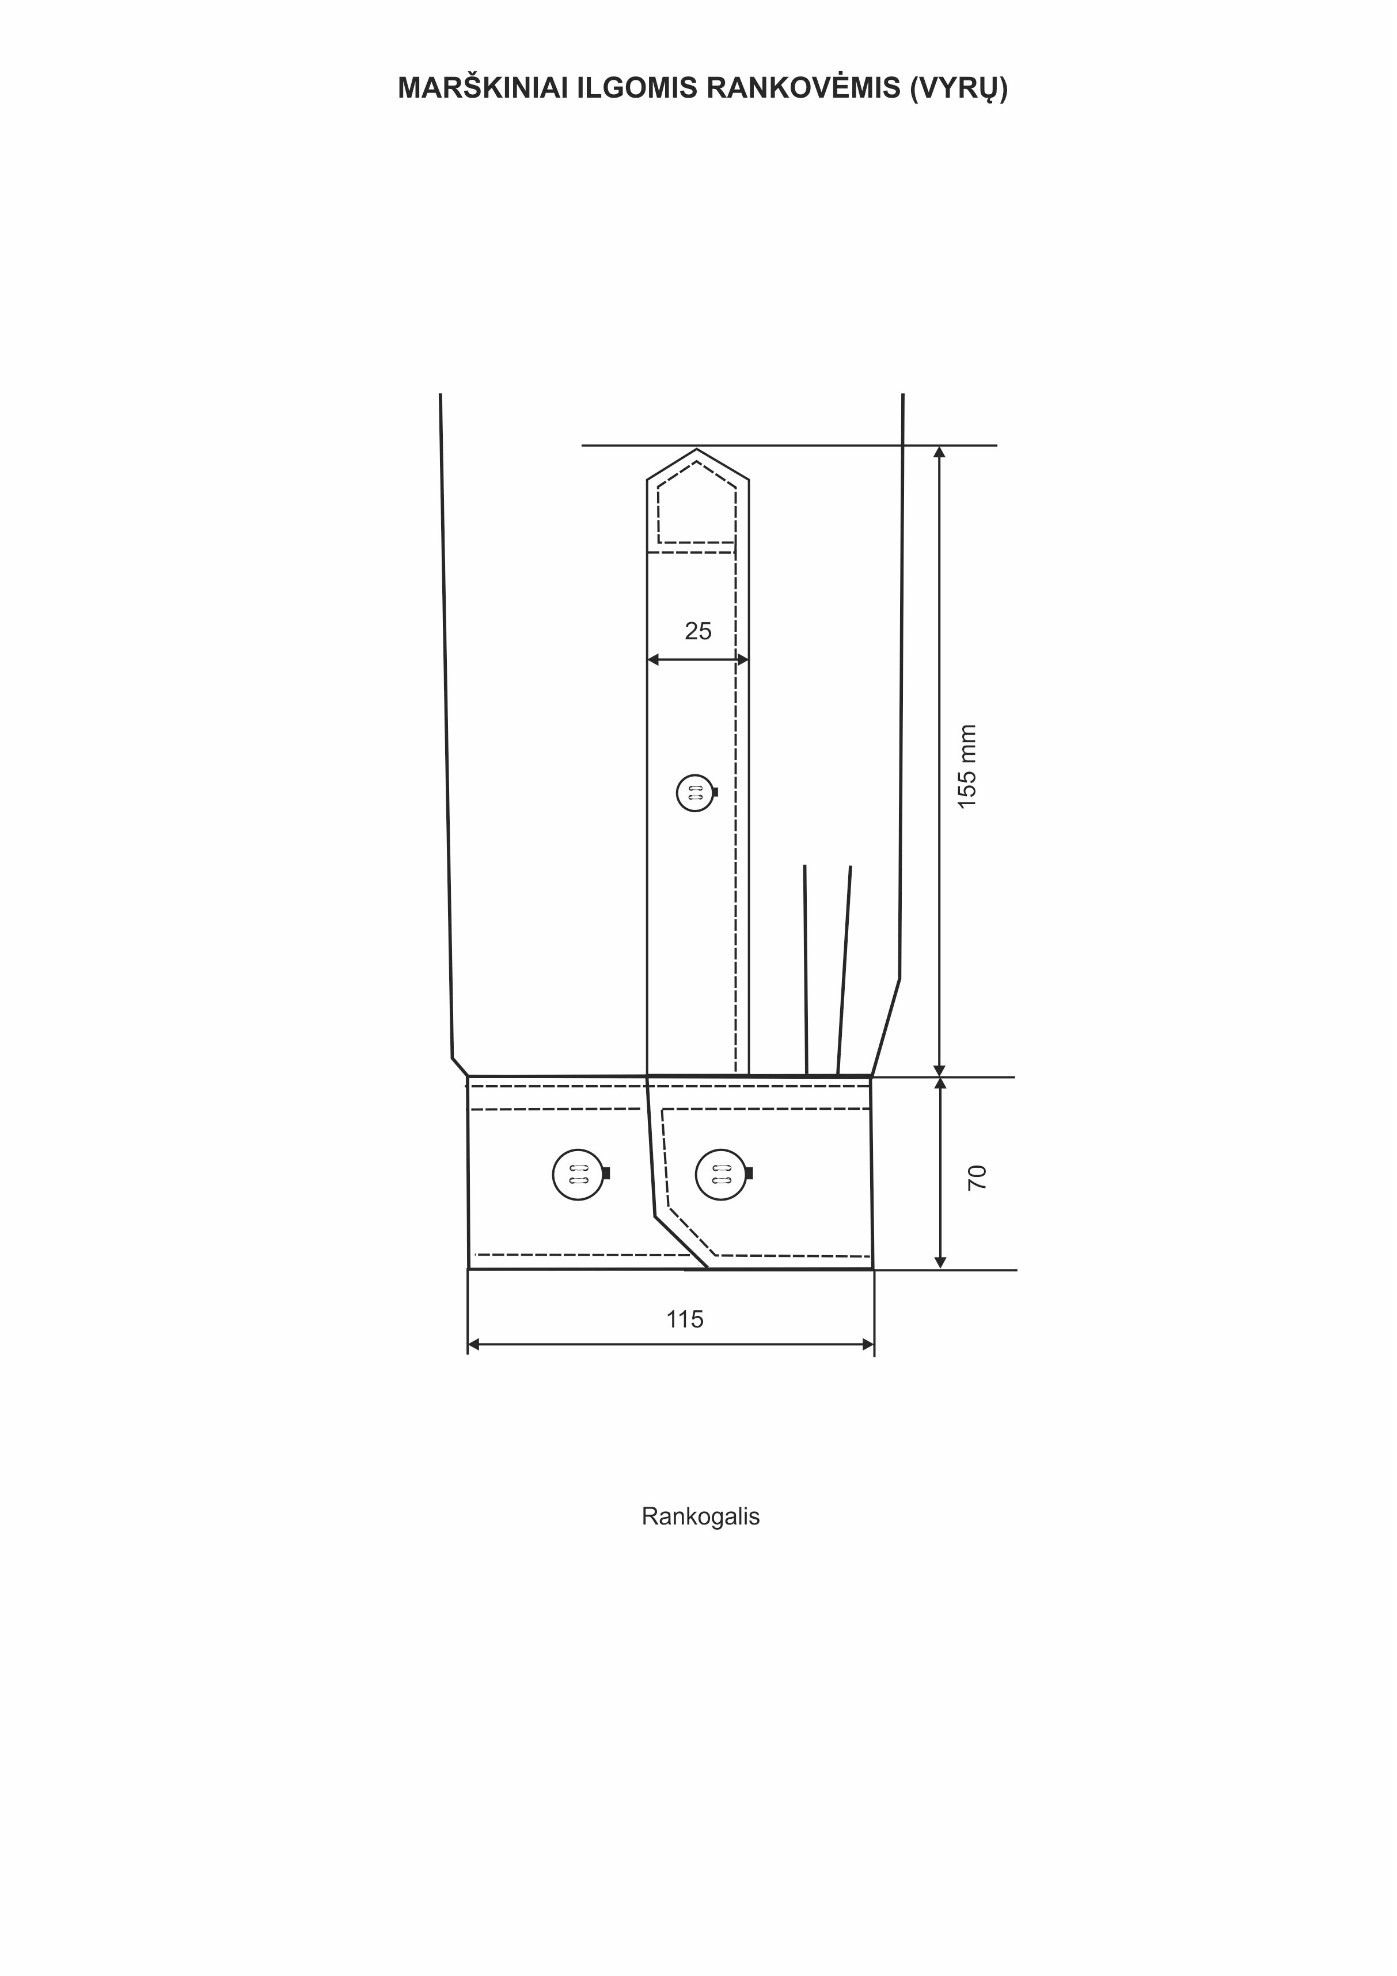 MARŠKINIAI ILGOMIS RANKOVĖMIS (VYRŲ)
25
155 mm
70
115
Rankogalis